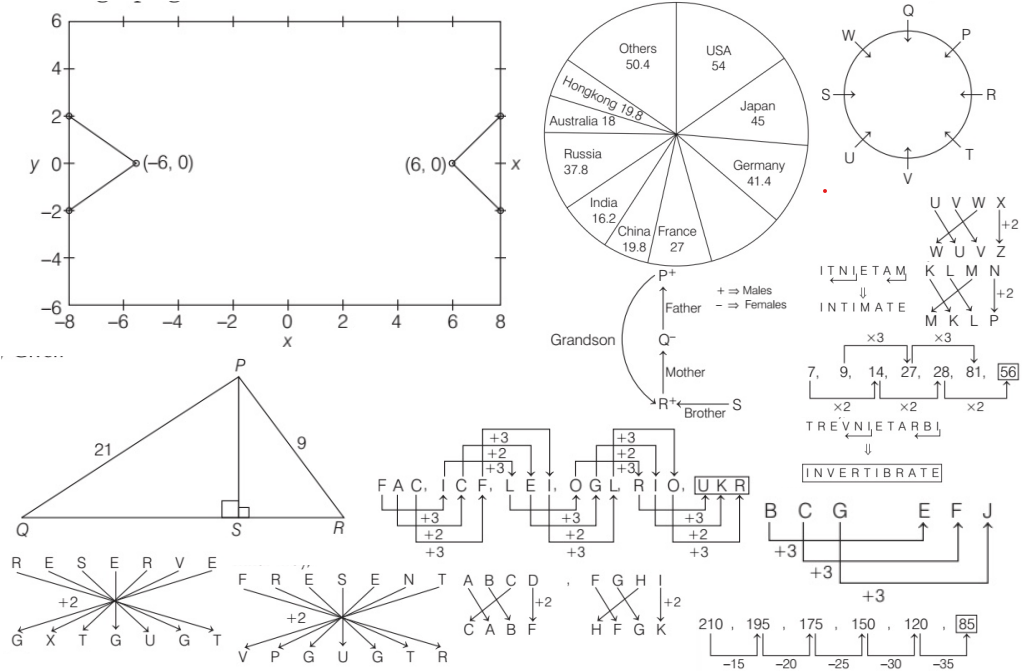 6
4
2
y 0
−2
−4
−6
−8 −6 −4 −2 0 2 4 6 8
x
(−6, 0)
(6, 0)
x
Others
50.4
USA
54
Hongkong 19.8
Japan
45
Australia 18
Russia
37.8
Germany
41.4
India
16.2
China
19.8
France
27
Q
W P
S R
U T
V
U V W X
+2
W U V Z
I T N I E T A M
⇓
I N T I M A T E
K L M N
+2
M K L P
P+
+ ⇒ Males
− ⇒ Females
Father
Grandson
Q−
Mother
R+ S
Brother
×3 ×3
7, 9, 14, 27, 28, 81, 56
×2 ×2 ×2
T R E V N I E T A R B I
⇓
I N V E R T I B R A T E
P
21 9
Q S R
+3 +3
+2 +2
+3 +3
F A C, I C F, L E I, O G L, R I O, U K R
+3 +3 +3
+2 +2 +2
+3 +3 +3
B C G E F J
+3
+3
+3
R E S E R V E
+2
G X T G U G T
F R E S E N T
+2
V P G U G T R
A B C D , F G H I
+2 +2
C A B F H F G K
210 , 195 , 175 , 150 , 120 , 85
−15 −20 −25 −30 −35